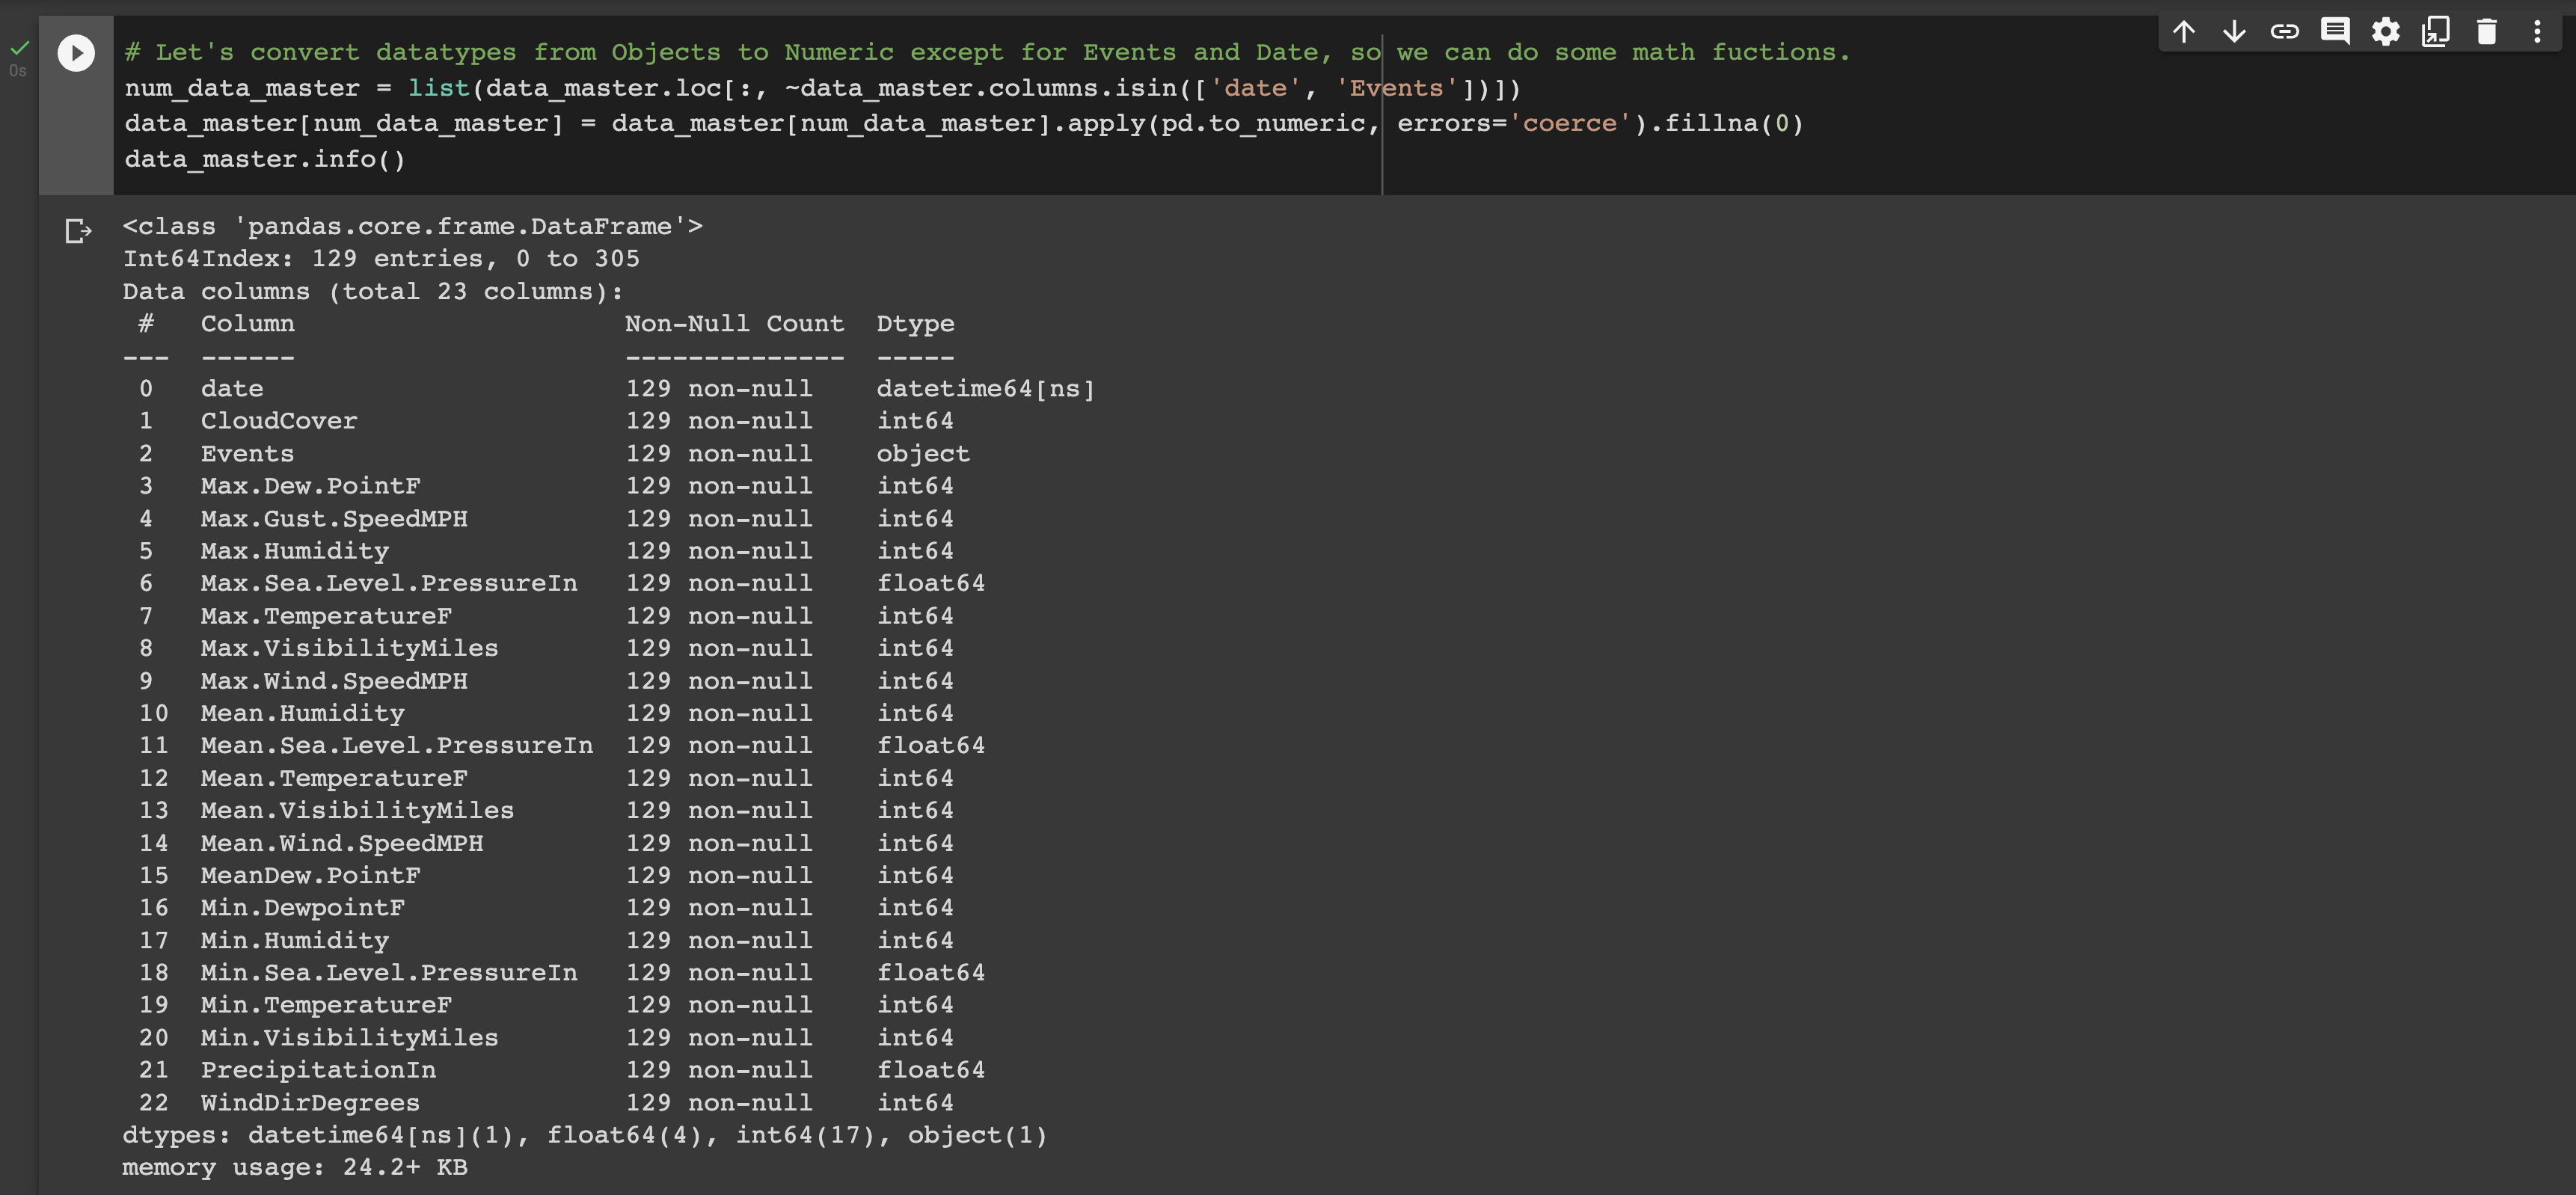 # Let's convert datatypes from Objects to Numeric except for Events and Date, so we can do some math fuctions.
num_data_master = list(data_master.loc[:, ~data_master.columns.isin(['date', 'Events'])])
data_master[num_data_master] = data_master[num_data_master].apply(pd.to_numeric, errors='coerce').fillna(0)
data_master.info()
0s
<class 'pandas.core.frame.DataFrame'>
Int64Index: 129 entries, 0 to 305
Data columns (total 23 columns):
 #   Column                     Non-Null Count  Dtype
---  ------                     --------------  -----
 0   date                       129 non-null    datetime64[ns]
 1   CloudCover                 129 non-null    int64
 2   Events                     129 non-null    object
 3   Max.Dew.PointF             129 non-null    int64
 4   Max.Gust.SpeedMPH          129 non-null    int64
 5   Max.Humidity               129 non-null    int64
 6   Max.Sea.Level.PressureIn   129 non-null    float64
 7   Max.TemperatureF           129 non-null    int64
 8   Max.VisibilityMiles        129 non-null    int64
 9   Max.Wind.SpeedMPH          129 non-null    int64
 10  Mean.Humidity              129 non-null    int64
 11  Mean.Sea.Level.PressureIn  129 non-null    float64
 12  Mean.TemperatureF          129 non-null    int64
 13  Mean.VisibilityMiles       129 non-null    int64
 14  Mean.Wind.SpeedMPH         129 non-null    int64
 15  MeanDew.PointF             129 non-null    int64
 16  Min.DewpointF              129 non-null    int64
 17  Min.Humidity               129 non-null    int64
 18  Min.Sea.Level.PressureIn   129 non-null    float64
 19  Min.TemperatureF           129 non-null    int64
 20  Min.VisibilityMiles        129 non-null    int64
 21  PrecipitationIn            129 non-null    float64
 22  WindDirDegrees             129 non-null    int64
dtypes: datetime64[ns](1), float64(4), int64(17), object(1)
memory usage: 24.2+ KB